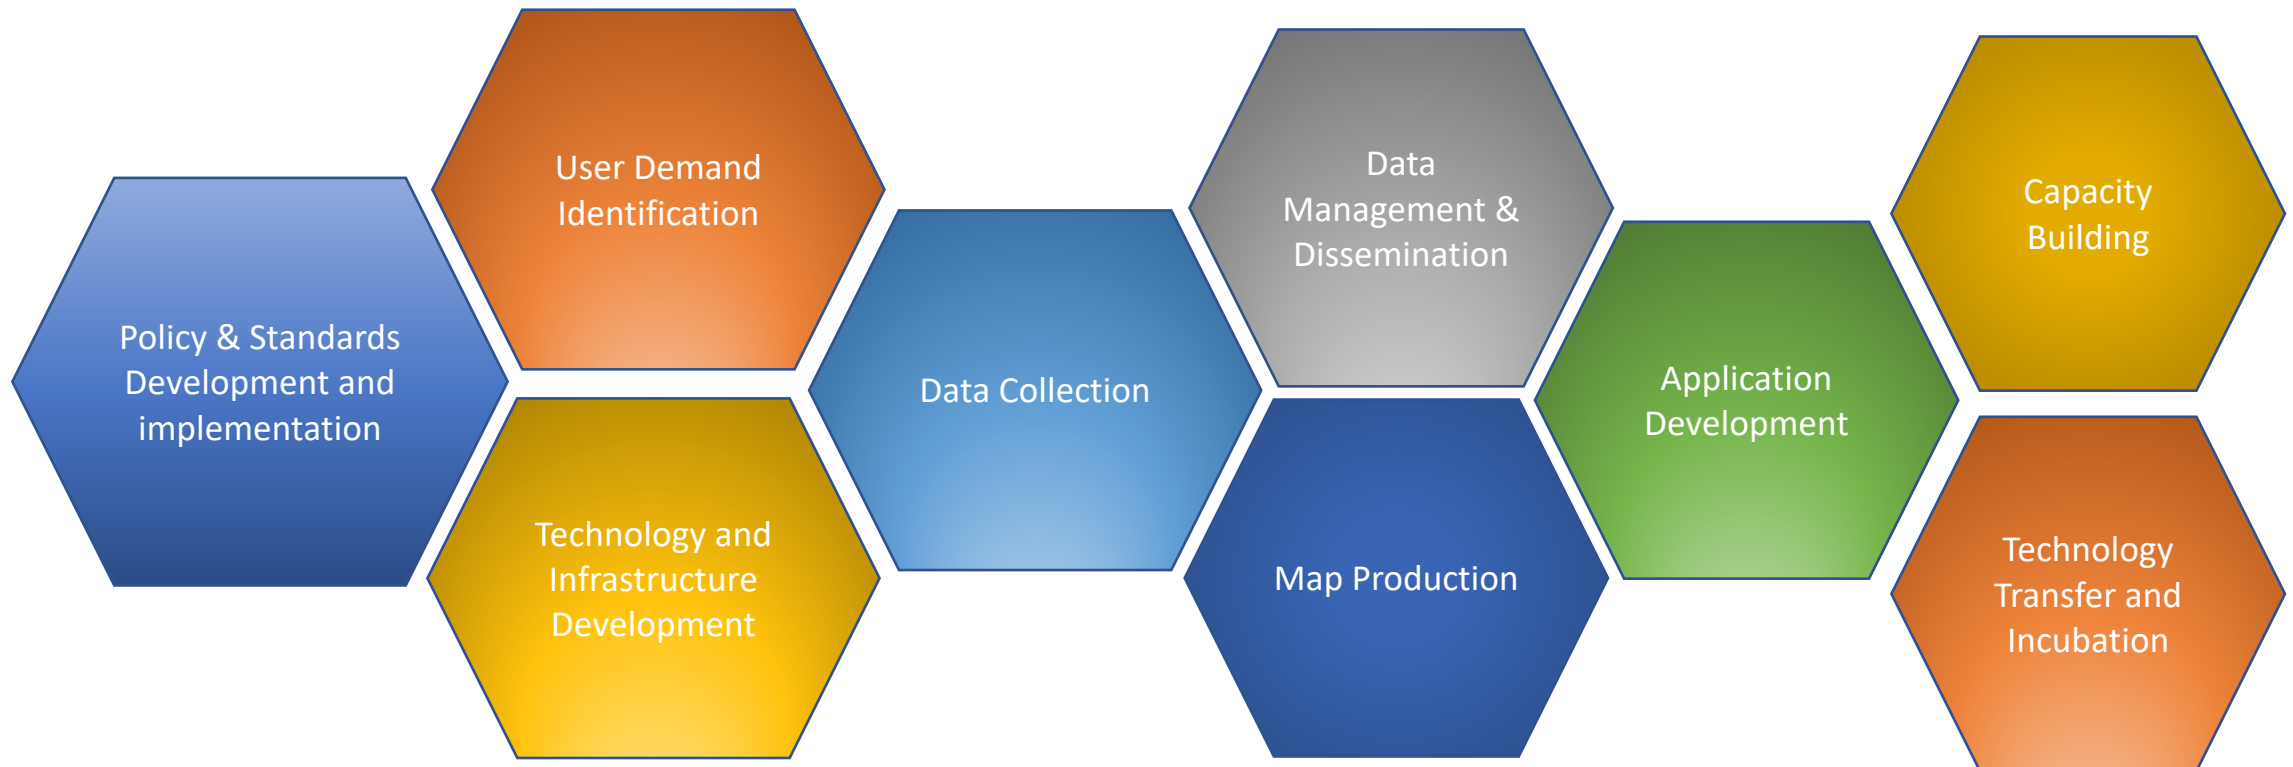 Policy & Standards
Development and
implementation
User Demand
Identification
Technology and
Infrastructure
Development
Data Collection
Data
Management &
Dissemination
Map Production
Application
Development
Capacity
Building
Technology
Transfer and
Incubation